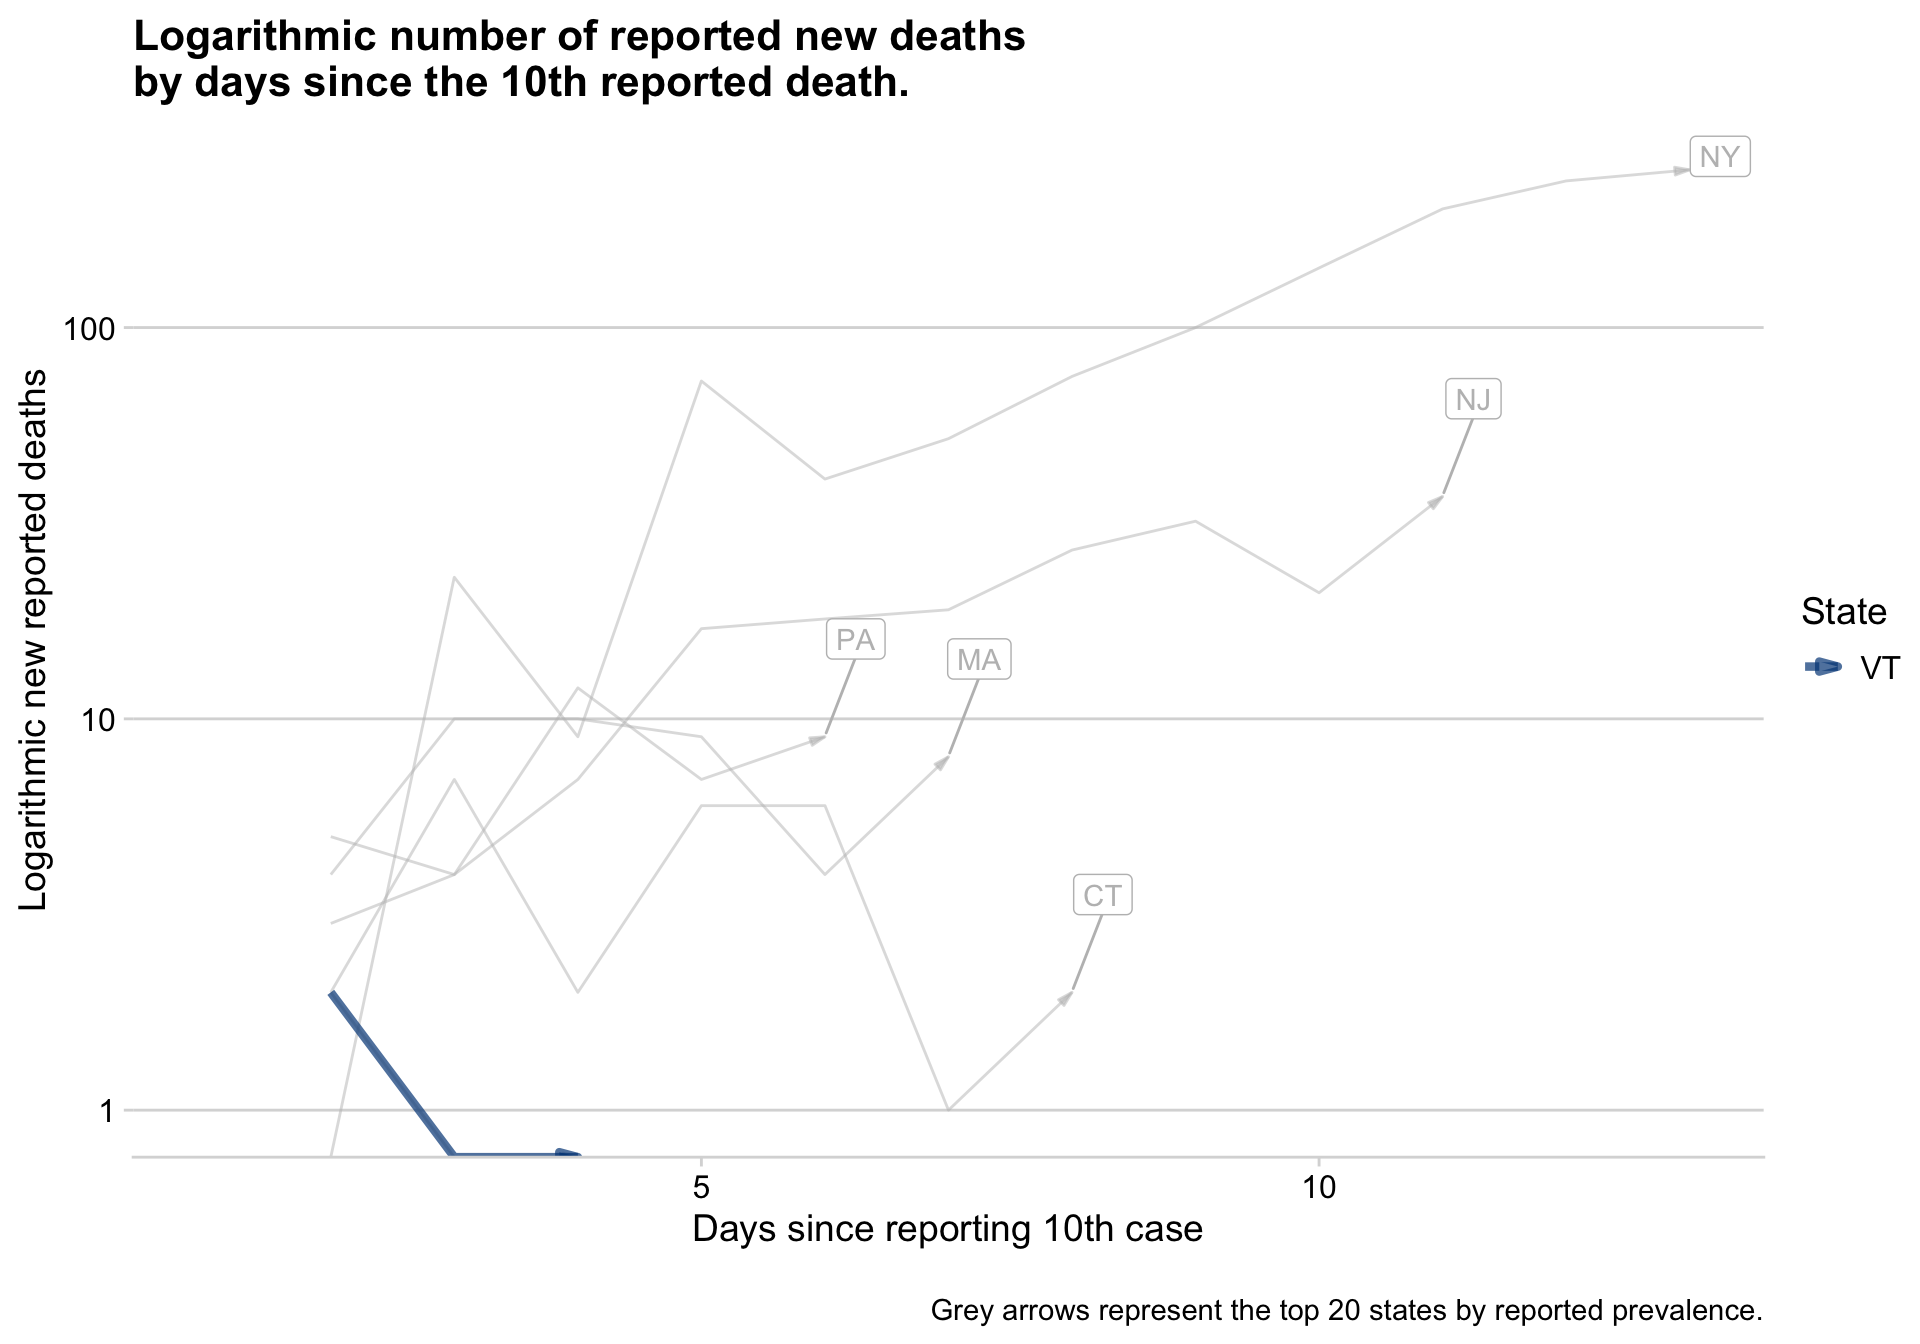 Logarithmic number of reported new deaths
by days since the 10th reported death.
NY
100
NJ
PA
MA
10
CT
1
Logarithmic new reported deaths
State
VT
5
10
Days since reporting 10th case
Grey arrows represent the top 20 states by reported prevalence.